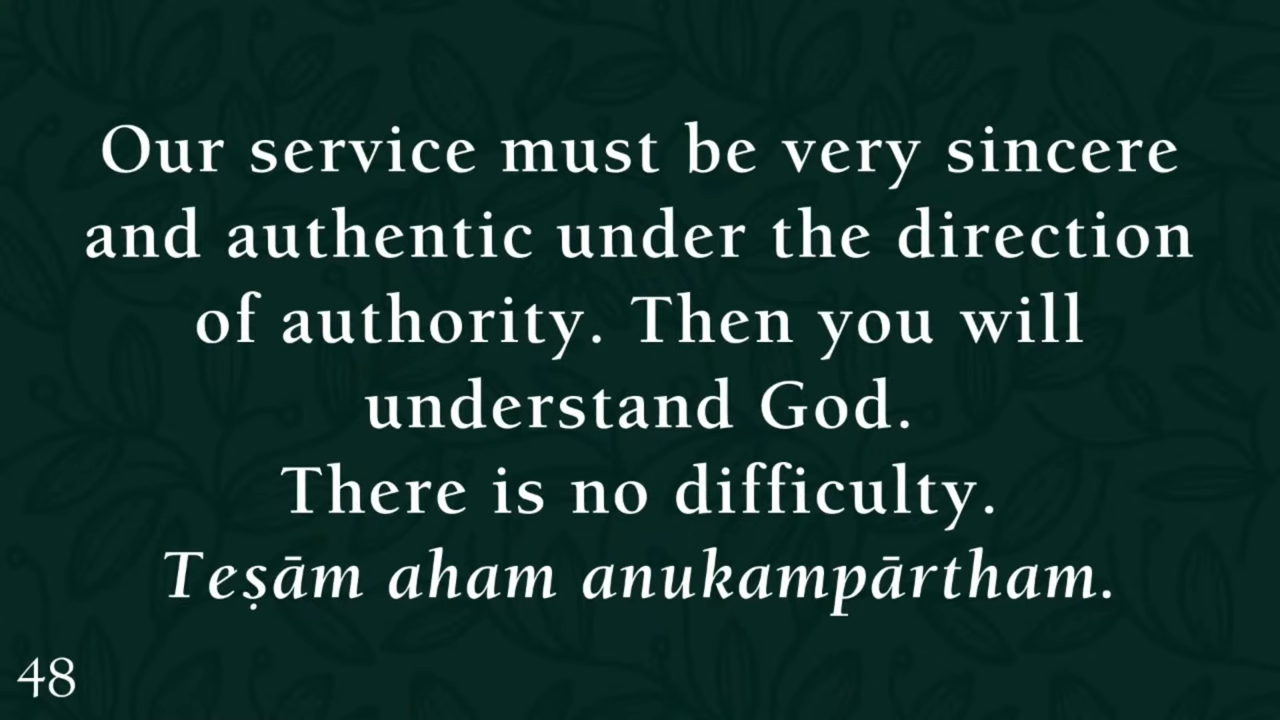 Our service must be very sincere
and authentic under the direction
of authority. Then you will
understand God.
There is no difficulty.
Teṣām aham anukampārtham.
48